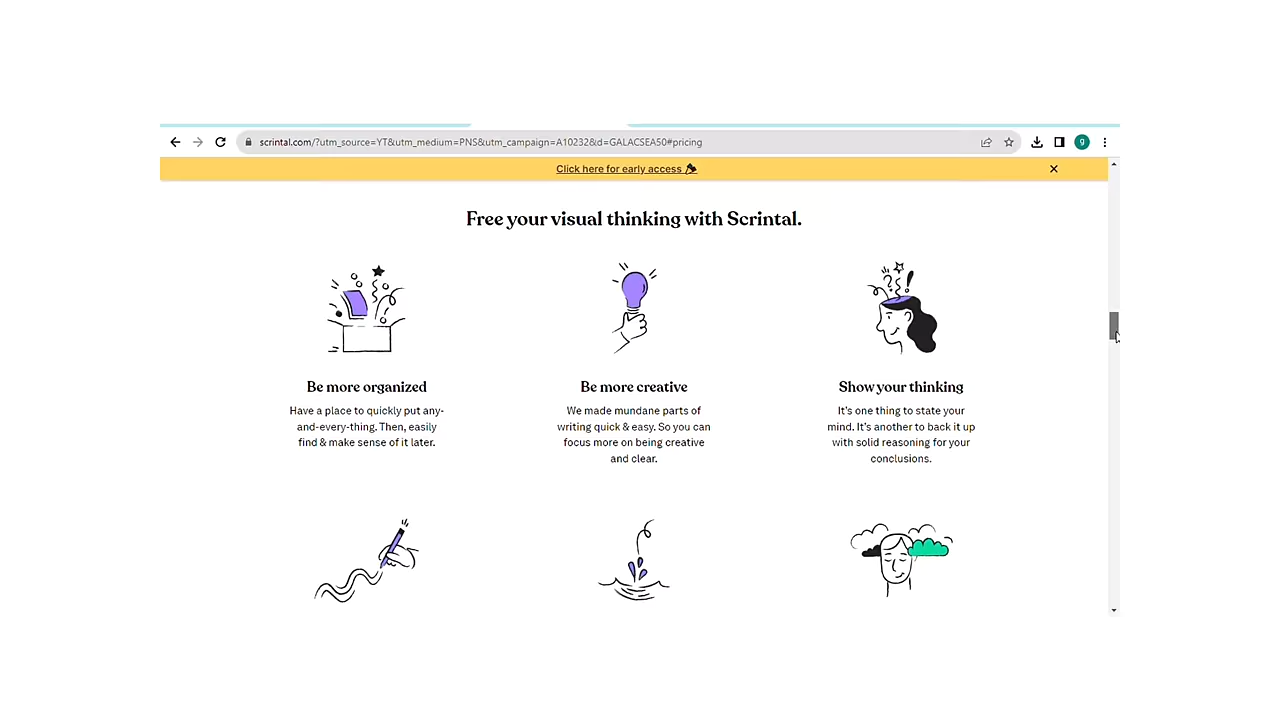 scrintal.com/?utm_source=YT&utm_medium=PNS&utm_campaign=A10232&d=GALACSEA50#pricing
g
Click here for early access
Free your visual thinking with Scrintal.
Be more organized
Have a place to quickly put any-
and-every-thing. Then, easily
find & make sense of it later.
Be more creative
We made mundane parts of
writing quick & easy. So you can
focus more on being creative
and clear.
Show your thinking
It's one thing to state your
mind. It's another to back it up
with solid reasoning for your
conclusions.